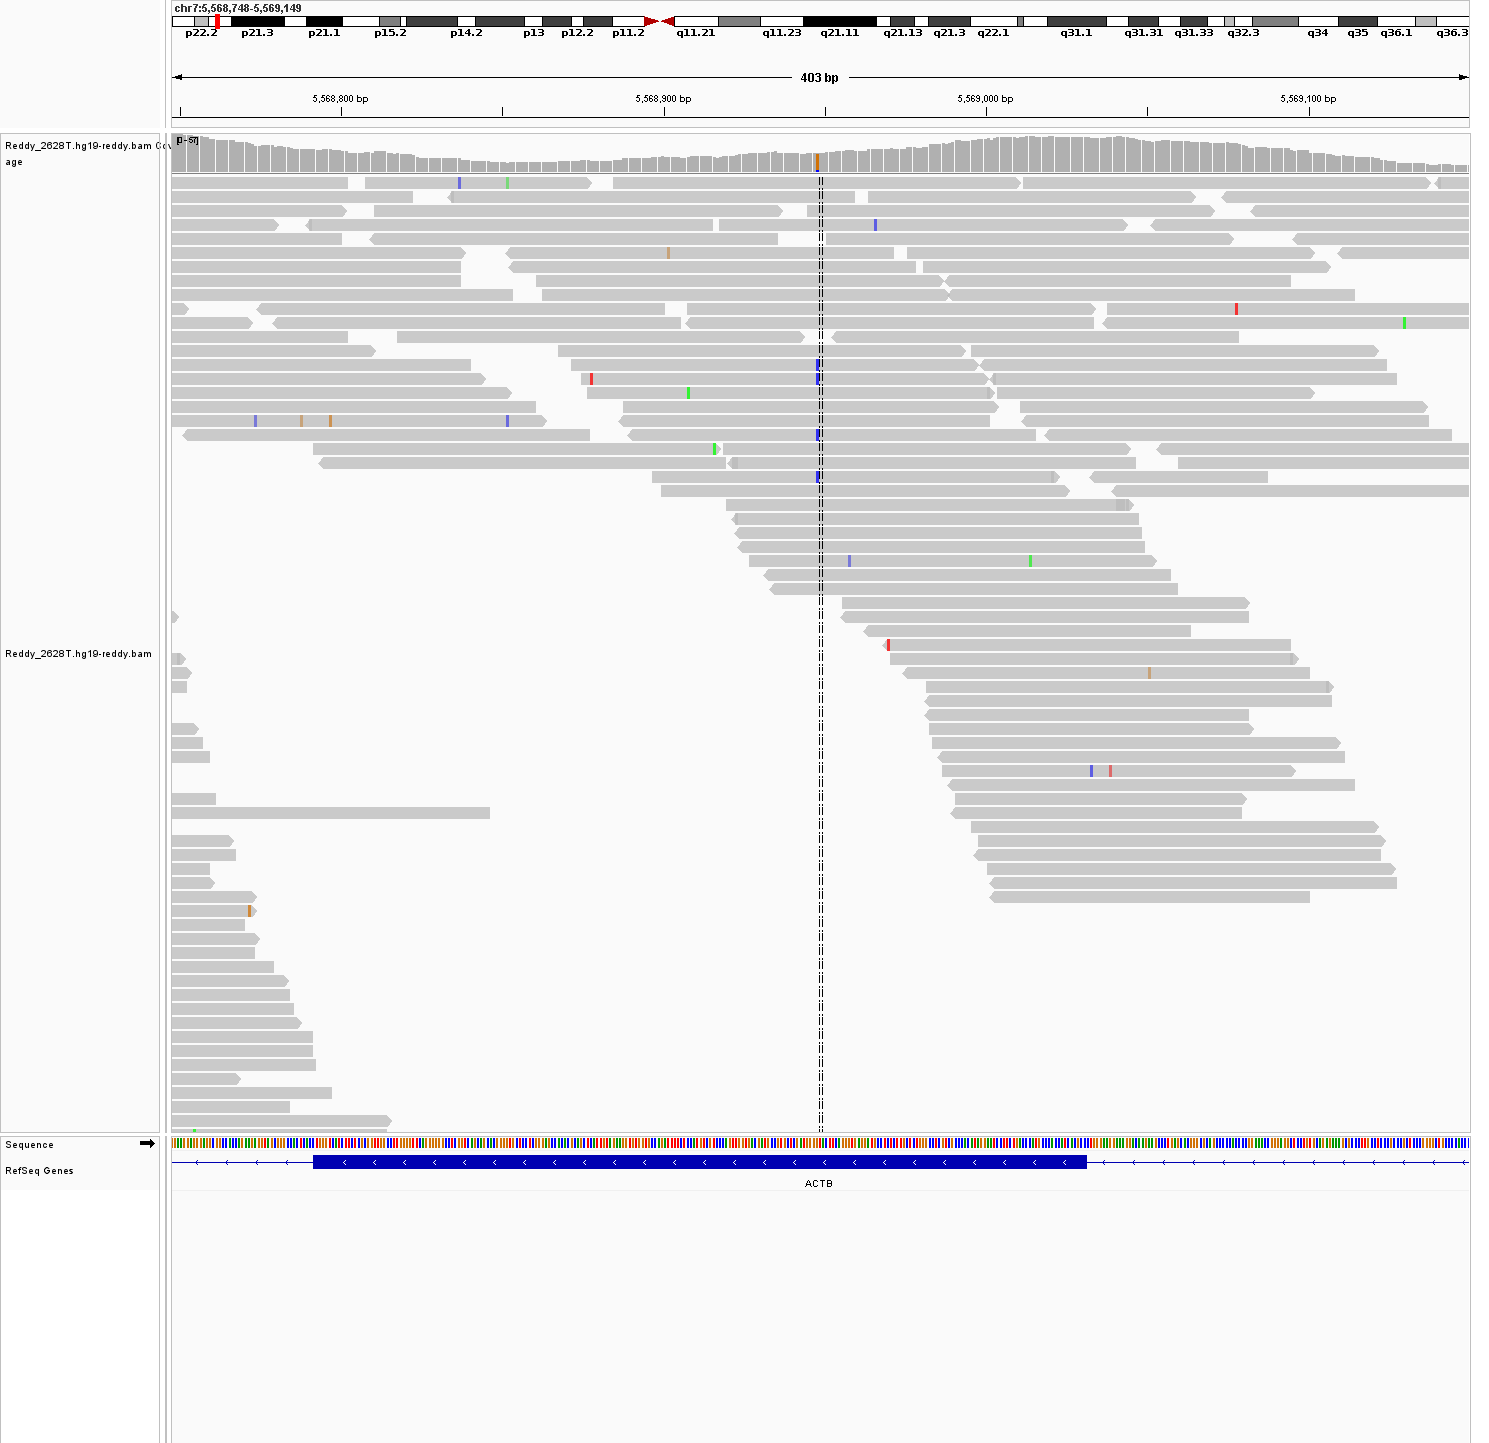 chr7:5,568,748-5,569,149
p22.2 p21.3 p21.1 p15.2 p14.2 p13 p12.2 p11.2 q11.21 q11.23 q21.11 q21.13 q21.3 q22.1 q31.1 q31.31 q31.33 q32.3 q34 q35 q36.1 q36.3
403 bp
5,568,800 bp 5,568,900 bp 5,569,000 bp 5,569,100 bp
Reddy_2628T.hg19-reddy.bam Cov
age
[0 - 57]
Reddy_2628T.hg19-reddy.bam
Sequence
RefSeq Genes
ACTB